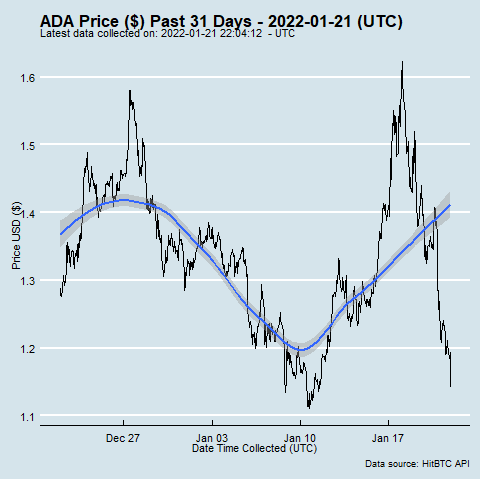 ADA Price ($) Past 31 Days - 2022-01-21 (UTC)
Latest data collected on: 2022-01-21 22:04:12 - UTC
1.6
1.5
1.4
1.3
1.2
1.1
Price USD ($)
Dec 27 Jan 03 Jan 10 Jan 17
Date Time Collected (UTC)
Data source: HitBTC API